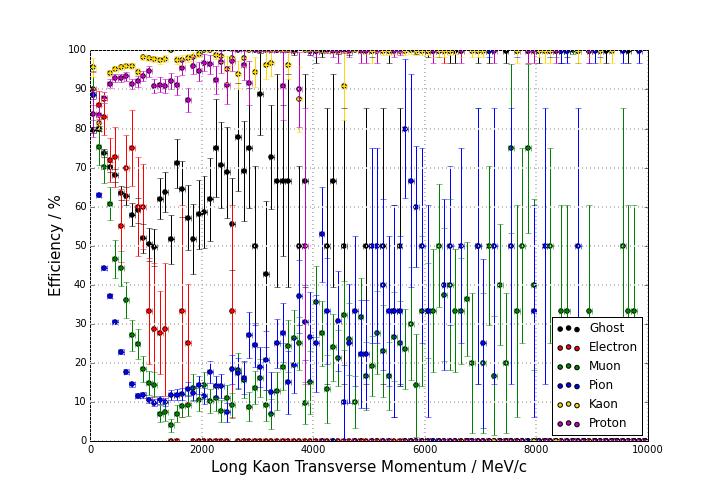 100
90
80
70
60
50
40
30
20
10
0
Efficiency / %
0 2000 4000 6000 8000 10000
Long Kaon Transverse Momentum / MeV/c
Ghost
Electron
Muon
Pion
Kaon
Proton